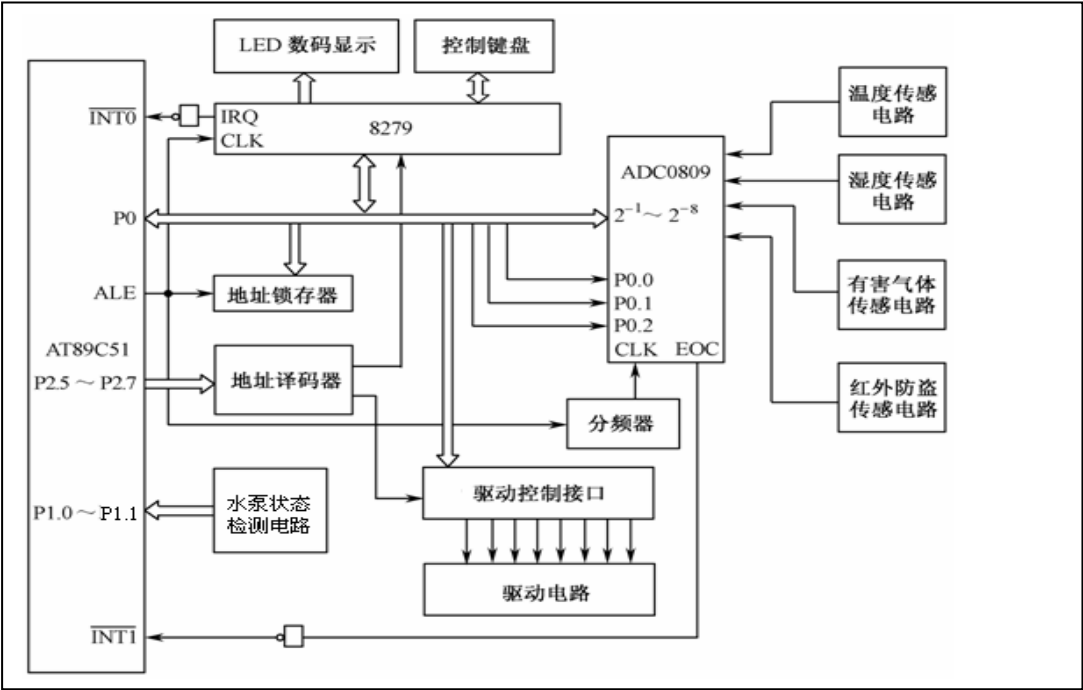 LED 数码显示
控制键盘
INT0
IRQ
CLK
8279
温度传感
电路
ADC0809
湿度传感
电路
P0
2⁻¹～2⁻⁸
有害气体
传感电路
P0.0
ALE
地址锁存器
P0.1
P0.2
AT89C51
CLK
EOC
P2.5～P2.7
地址译码器
红外防盗
传感电路
分频器
驱动控制接口
P1.0～P1.1
水泵状态
检测电路
驱动电路
INT1